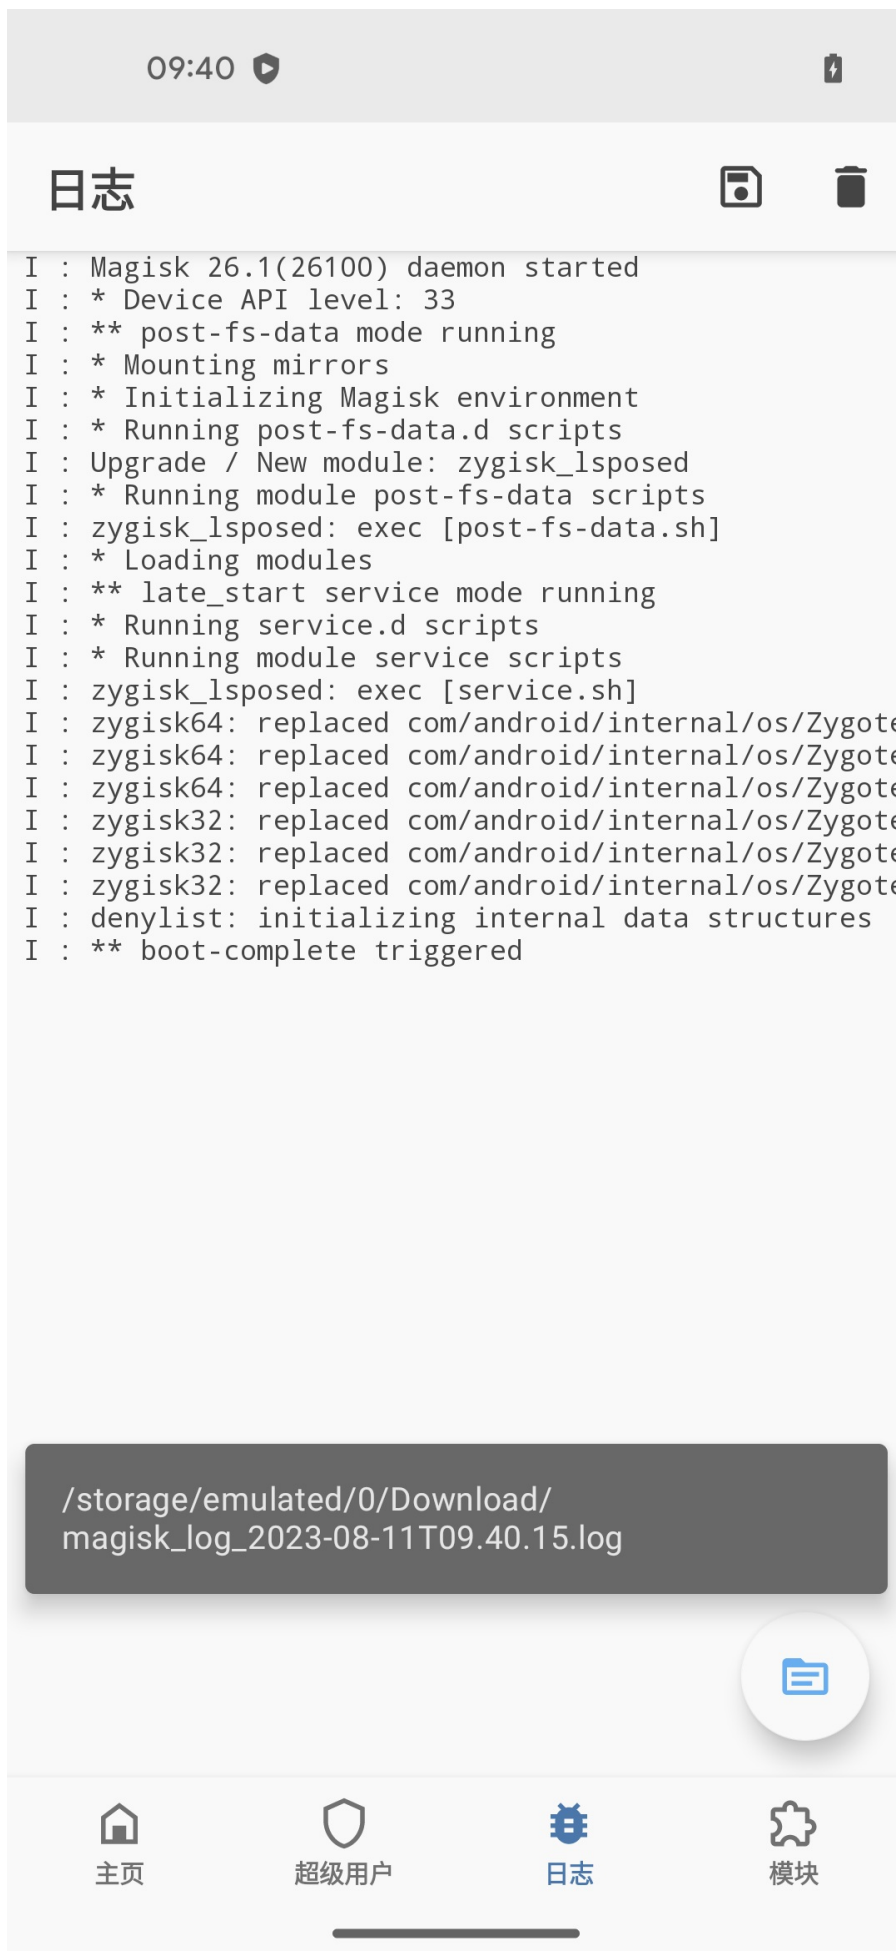 09:40
日志
I : Magisk 26.1(26100) daemon started
I : * Device API level: 33
I : ** post-fs-data mode running
I : * Mounting mirrors
I : * Initializing Magisk environment
I : * Running post-fs-data.d scripts
I : Upgrade / New module: zygisk_lsposed
I : * Running module post-fs-data scripts
I : zygisk_lsposed: exec [post-fs-data.sh]
I : * Loading modules
I : ** late_start service mode running
I : * Running service.d scripts
I : * Running module service scripts
I : zygisk_lsposed: exec [service.sh]
I : zygisk64: replaced com/android/internal/os/Zygote
I : zygisk64: replaced com/android/internal/os/Zygote
I : zygisk64: replaced com/android/internal/os/Zygote
I : zygisk32: replaced com/android/internal/os/Zygote
I : zygisk32: replaced com/android/internal/os/Zygote
I : zygisk32: replaced com/android/internal/os/Zygote
I : denylist: initializing internal data structures
I : ** boot-complete triggered
/storage/emulated/0/Download/
magisk_log_2023-08-11T09.40.15.log
主页 超级用户 日志 模块